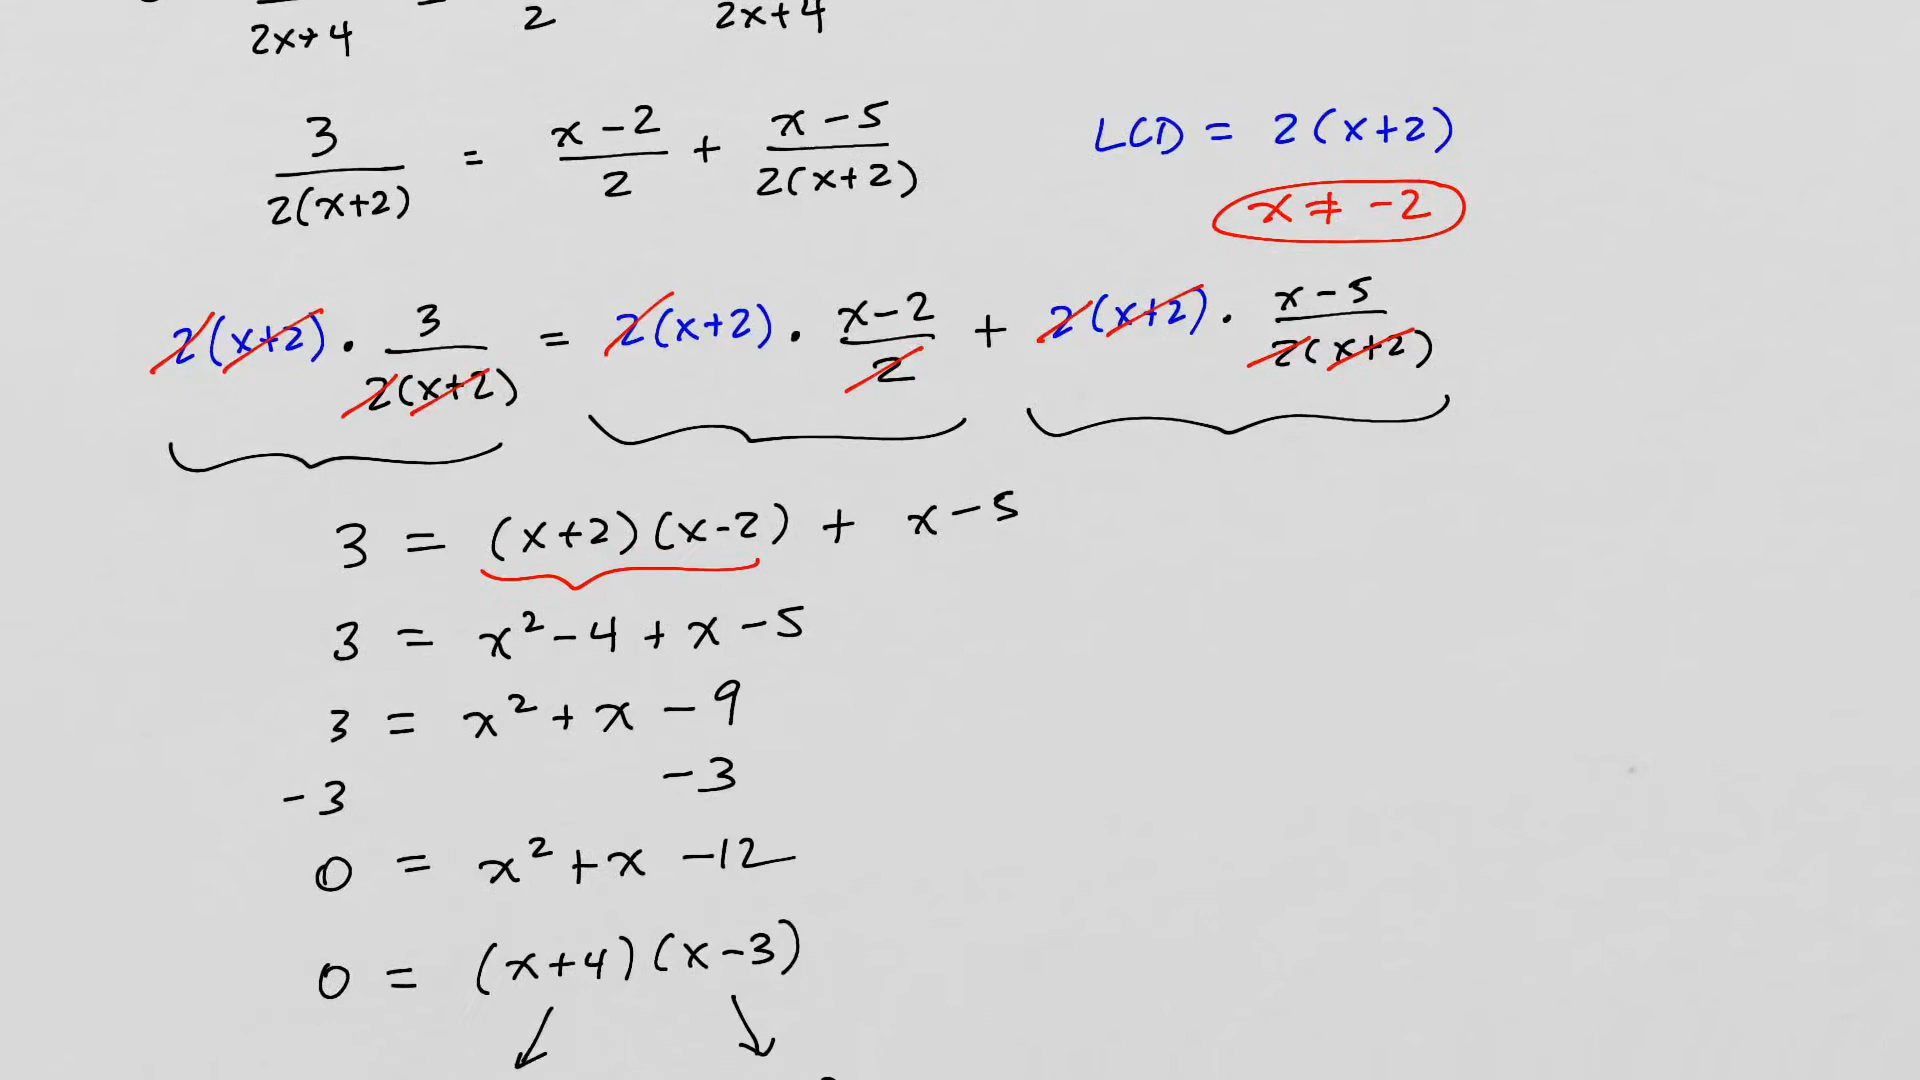 2x+4 = 2 2x+4
3/(2(x+2)) = (x-2)/2 + (x-5)/(2(x+2)) LCD = 2(x+2)
x ≠ -2
2(x+2) · 3/(2(x+2)) = 2(x+2) · (x-2)/2 + 2(x+2) · (x-5)/(2(x+2))
3 = (x+2)(x-2) + x-5
3 = x² - 4 + x - 5
3 = x² + x - 9
-3 -3
0 = x² + x - 12
0 = (x+4)(x-3)